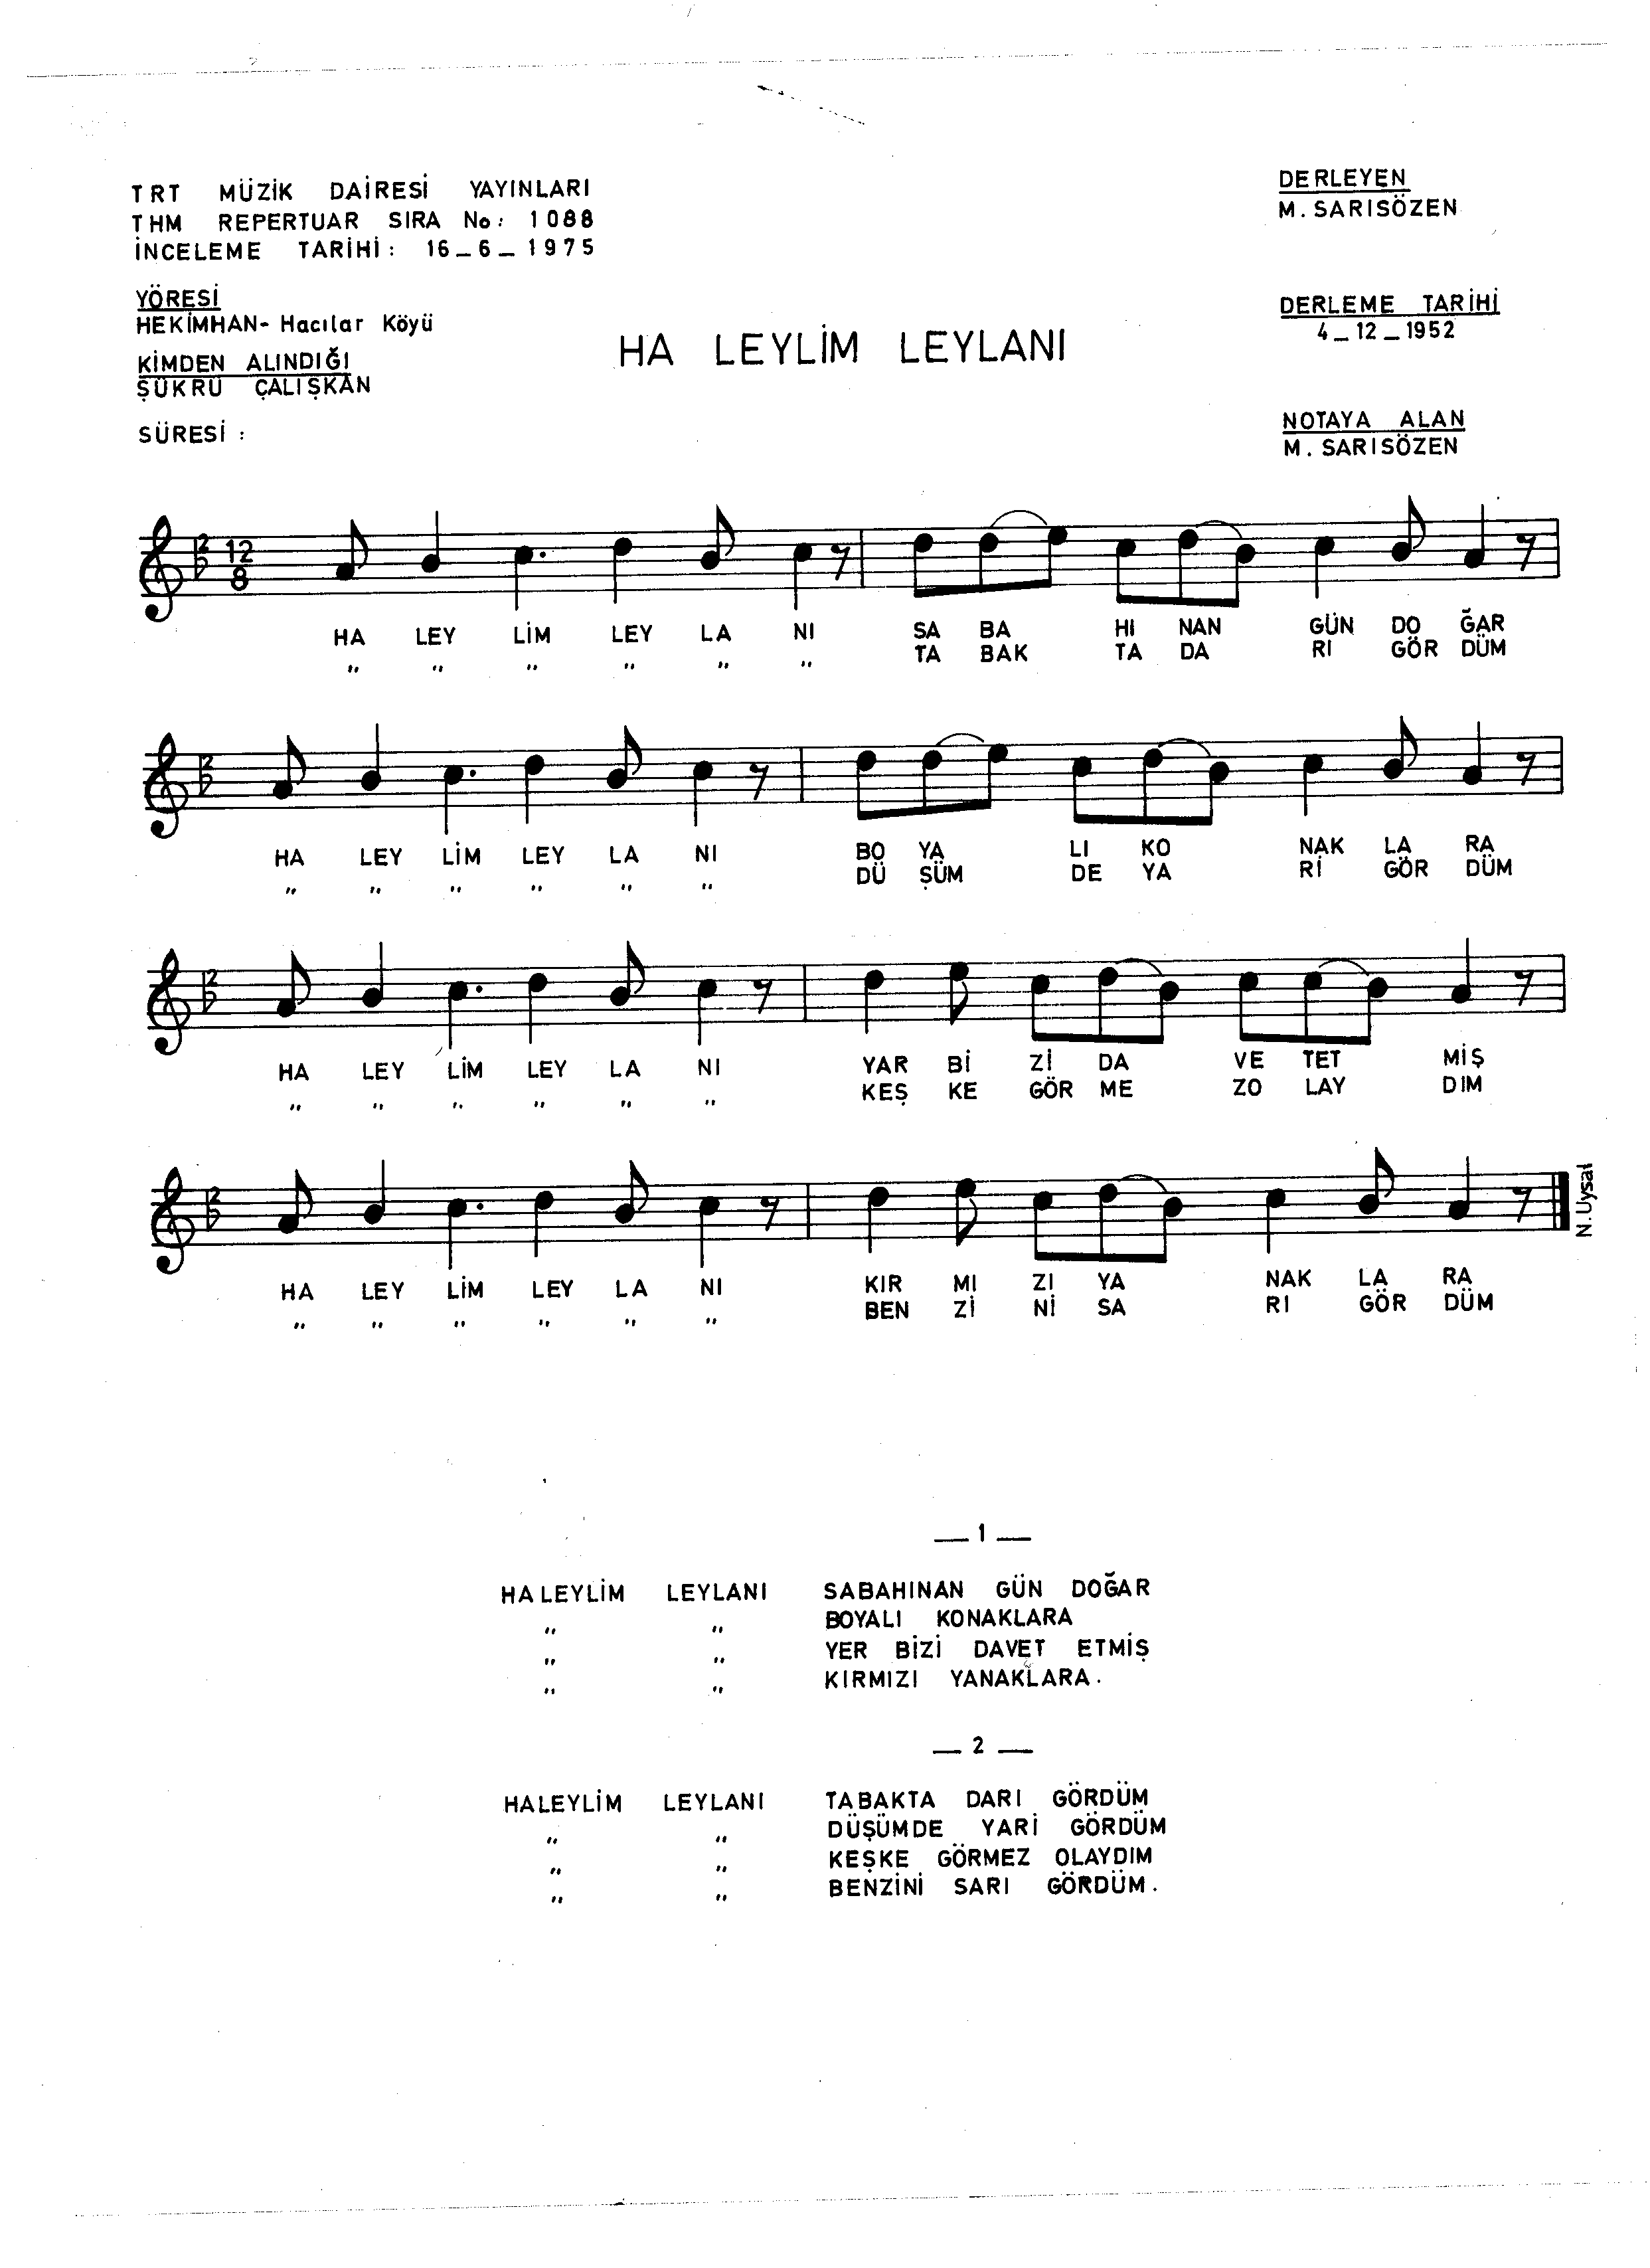 TRT MÜZİK DAİRESİ YAYINLARI
THM REPERTUAR SIRA No: 1088
İNCELEME TARİHİ: 16_6_1975
DERLEYEN
M. SARISÖZEN
YÖRESİ
HEKİMHAN- Hacılar Köyü
KİMDEN ALINDIĞI
ŞÜKRÜ ÇALIŞKAN
SÜRESİ :
HA LEYLİM LEYLANI
DERLEME TARİHİ
4_12_1952
NOTAYA ALAN
M. SARISÖZEN
2
12
8
HA LEY LİM LEY LA NI SA BA HI NAN GÜN DO ĞAR
" " " " " " TA BAK TA DA RI GÖR DÜM
2
HA LEY LİM LEY LA NI BO YA LI KO NAK LA RA
" " " " " " DÜ ŞÜM DE YA Rİ GÖR DÜM
2
HA LEY LİM LEY LA NI YAR Bİ Zİ DA VE TET MİŞ
" " " " " " KEŞ KE GÖR ME ZO LAY DIM
2
HA LEY LİM LEY LA NI KIR MI ZI YA NAK LA RA
" " " " " " BEN Zİ Nİ SA RI GÖR DÜM
N.Uysal
_1_
HALEYLİM LEYLANI SABAHINAN GÜN DOĞAR
" " BOYALI KONAKLARA
" " YER BİZİ DAVET ETMİŞ
" " KIRMIZI YANAKLARA.
_2_
HALEYLİM LEYLANI TABAKTA DARI GÖRDÜM
" " DÜŞÜMDE YARİ GÖRDÜM
" " KEŞKE GÖRMEZ OLAYDIM
" " BENZİNİ SARI GÖRDÜM.